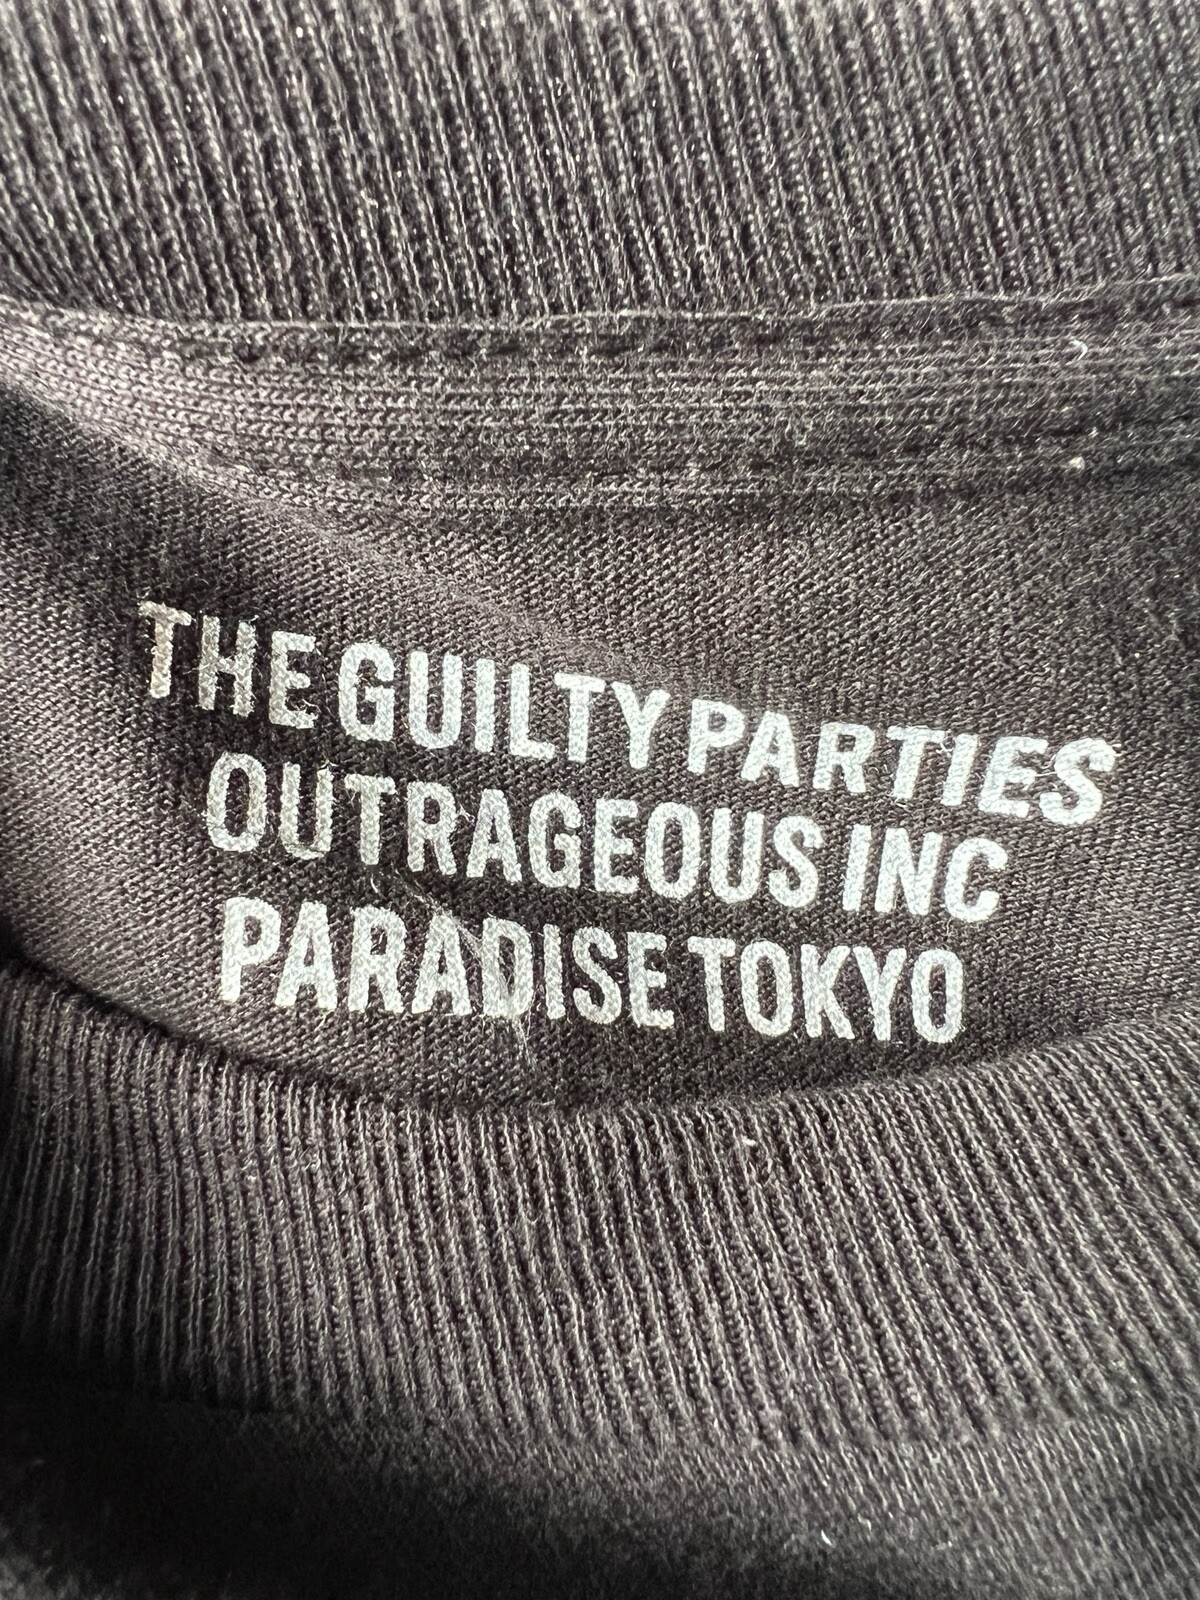 THE GUILTY PARTIES
OUTRAGEOUS INC
PARADISE TOKYO